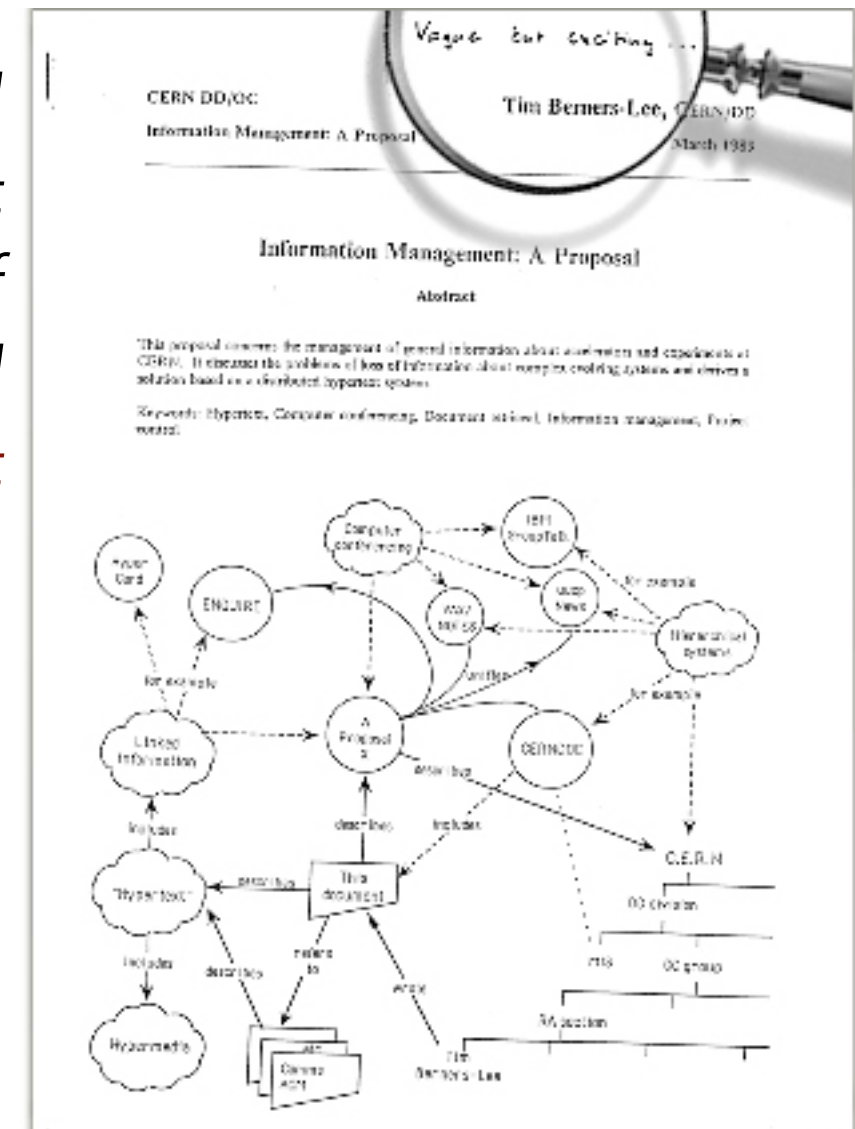 Vague but exciting ...
CERN DD/OC
Tim Berners-Lee, CERN/DD
Information Management: A Proposal
March 1989
Information Management: A Proposal
Abstract
This proposal concerns the management of general information about accelerators and experiments at
CERN. It discusses the problems of loss of information about complex evolving systems and derives a
solution based on a distributed hypertext system.
Keywords: Hypertext, Computer conferencing, Document retrieval, Information management, Project
control
Computer
conferencing
IBM
GroupTalk
Hyper
Card
ENQUIRE
VAX/
NOTES
uucp
News
for example
Hierarchical
systems
for example
unifies
for example
Linked
information
A
Proposal
CERNDOC
describes
includes
describes
includes
C.E.R.N
This
document
describes
"Hypertext"
DD division
includes
describes
refers
to
wrote
OC group
RA section
Hypermedia
Comms
ACM
Tim
Berners-Lee